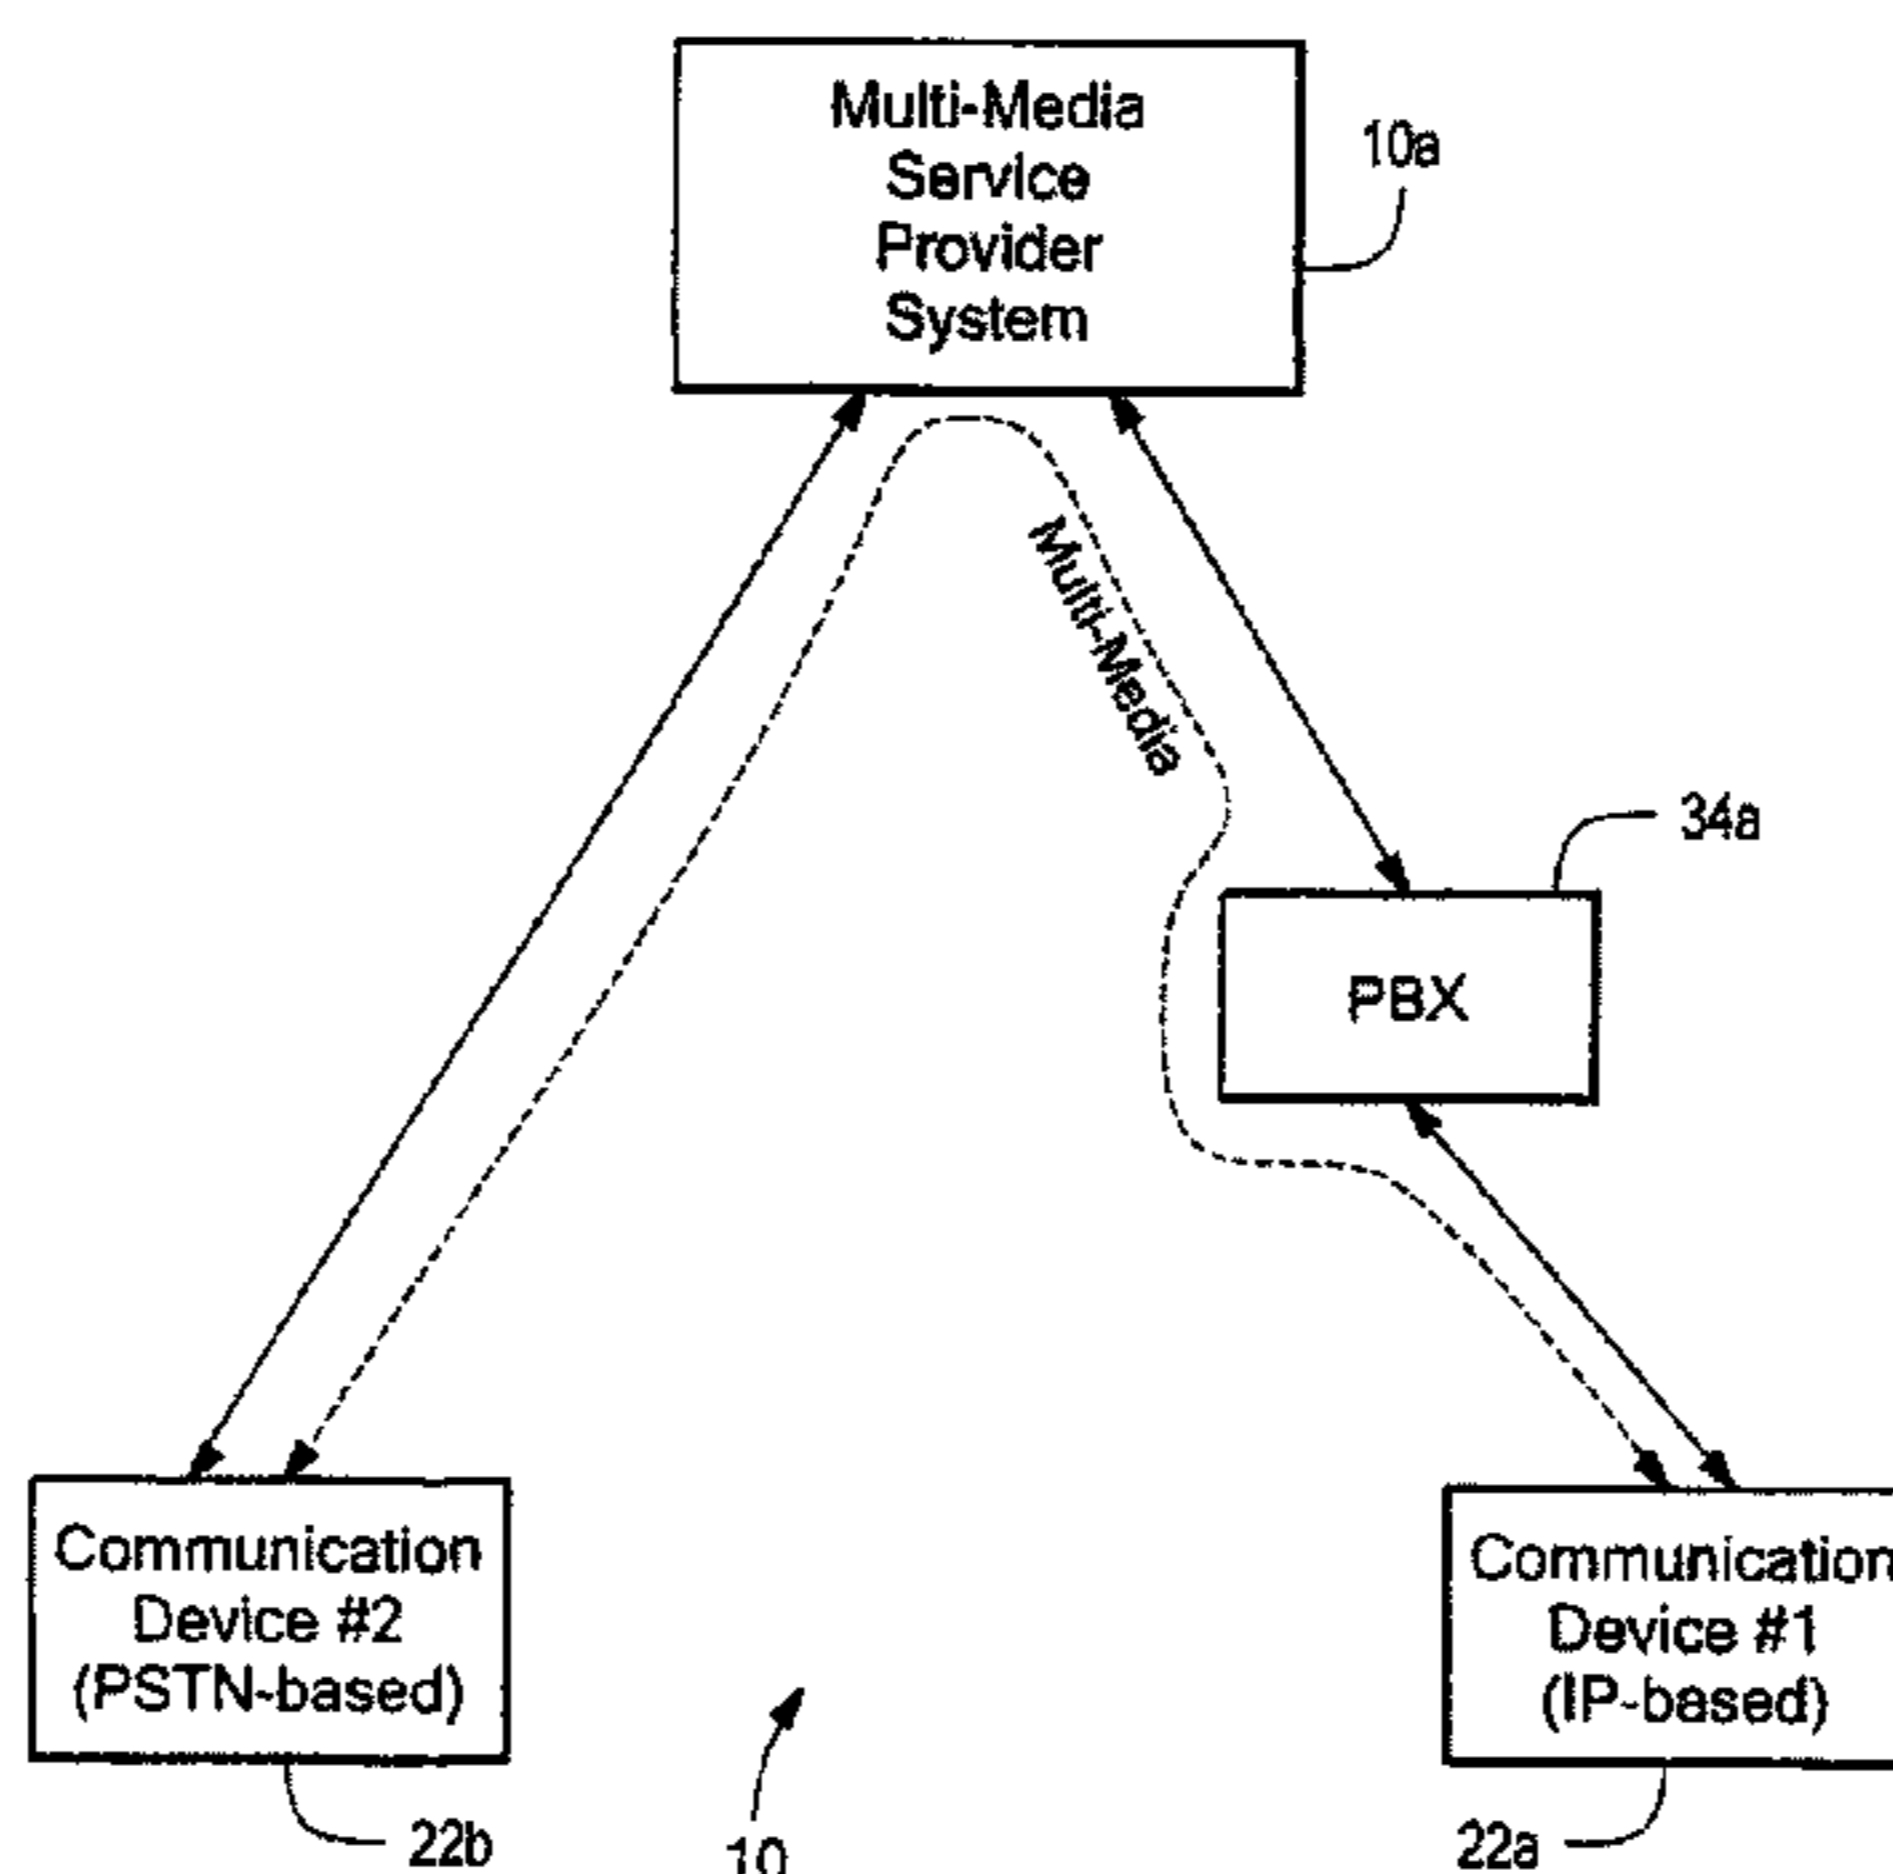 Multi-Media
Service
Provider
System
10a
Multi-Media
34a
PBX
Communication
Device #2
(PSTN-based)
Communication
Device #1
(IP-based)
22b
10
22a